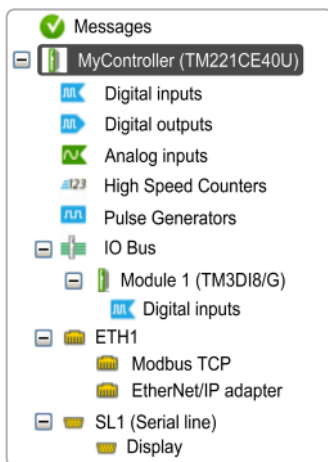 Messages
MyController (TM221CE40U)
Digital inputs
Digital outputs
Analog inputs
123 High Speed Counters
Pulse Generators
IO Bus
Module 1 (TM3DI8/G)
Digital inputs
ETH1
Modbus TCP
EtherNet/IP adapter
SL1 (Serial line)
Display